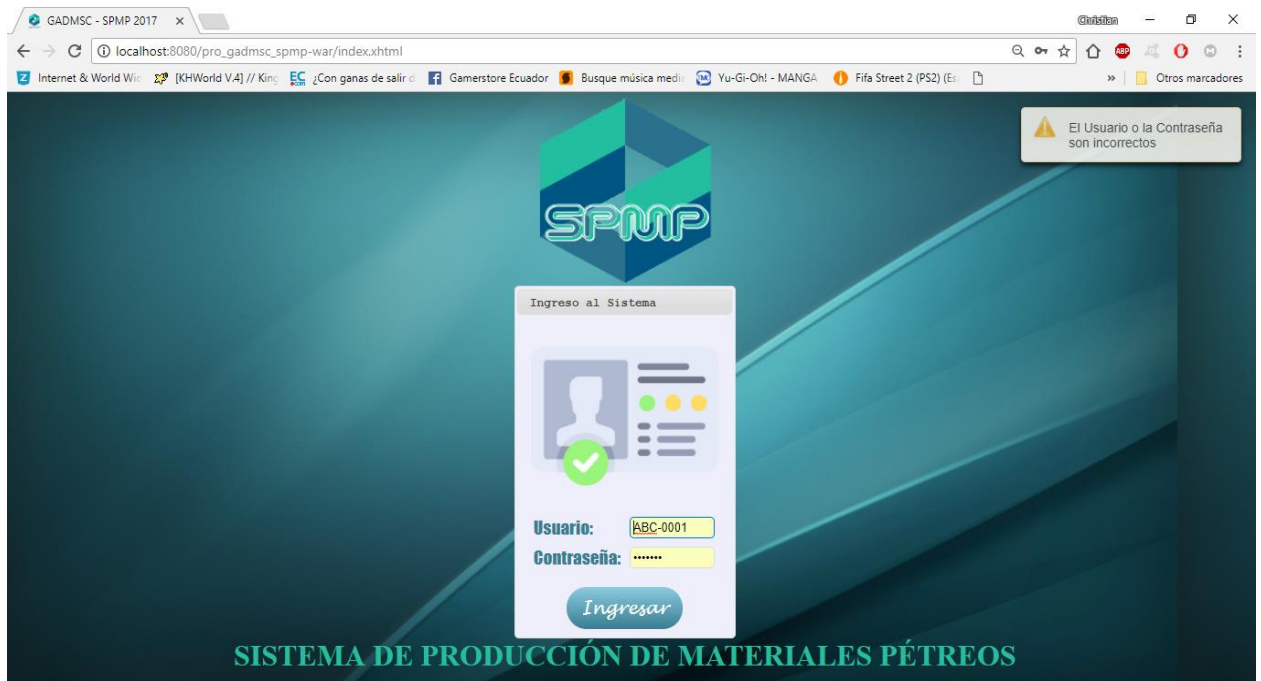 GADMSC - SPMP 2017
Christian
localhost:8080/pro_gadmsc_spmp-war/index.xhtml
Internet & World Wic [KHWorld V.4] // King ¿Con ganas de salir d Gamerstore Ecuador Busque música media Yu-Gi-Oh! - MANGA Fifa Street 2 (PS2) (Es » Otros marcadores
El Usuario o la Contraseña
son incorrectos
SPMP
Ingreso al Sistema
Usuario: ABC-0001
Contraseña: •••••••
Ingresar
SISTEMA DE PRODUCCIÓN DE MATERIALES PÉTREOS